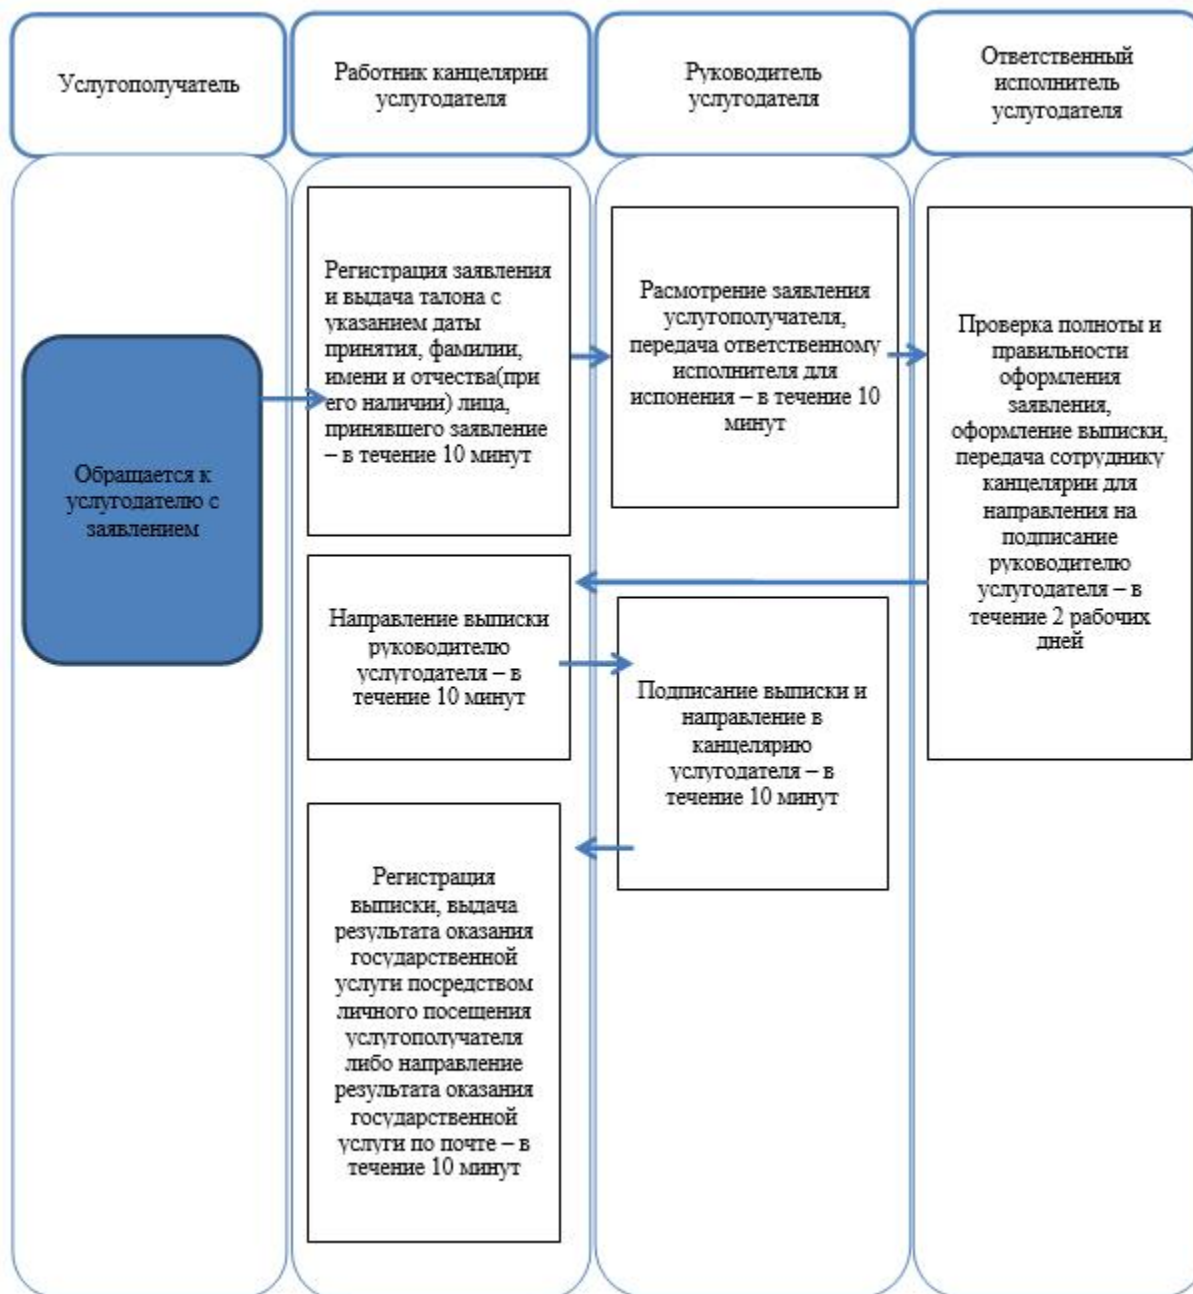 Услугополучатель
Работник канцелярии
услугодателя
Руководитель
услугодателя
Ответственный
исполнитель
услугодателя
Обращается к
услугодателю с
заявлением
Регистрация заявления
и выдача талона с
указанием даты
принятия, фамилии,
имени и отчества(при
его наличии) лица,
принявшего заявление
– в течение 10 минут
Расмотрение заявления
услугополучателя,
передача ответственному
исполнителя для
испонения – в течение 10
минут
Проверка полноты и
правильности
оформления
заявления,
оформление выписки,
передача сотруднику
канцелярии для
направления на
подписание
руководителю
услугодателя – в
течение 2 рабочих
дней
Направление выписки
руководителю
услугодателя – в
течение 10 минут
Подписание выписки и
направление в
канцелярию
услугодателя – в
течение 10 минут
Регистрация
выписки, выдача
результата оказания
государственной
услуги посредством
личного посещения
услугополучателя
либо направление
результата оказания
государственной
услуги по почте – в
течение 10 минут